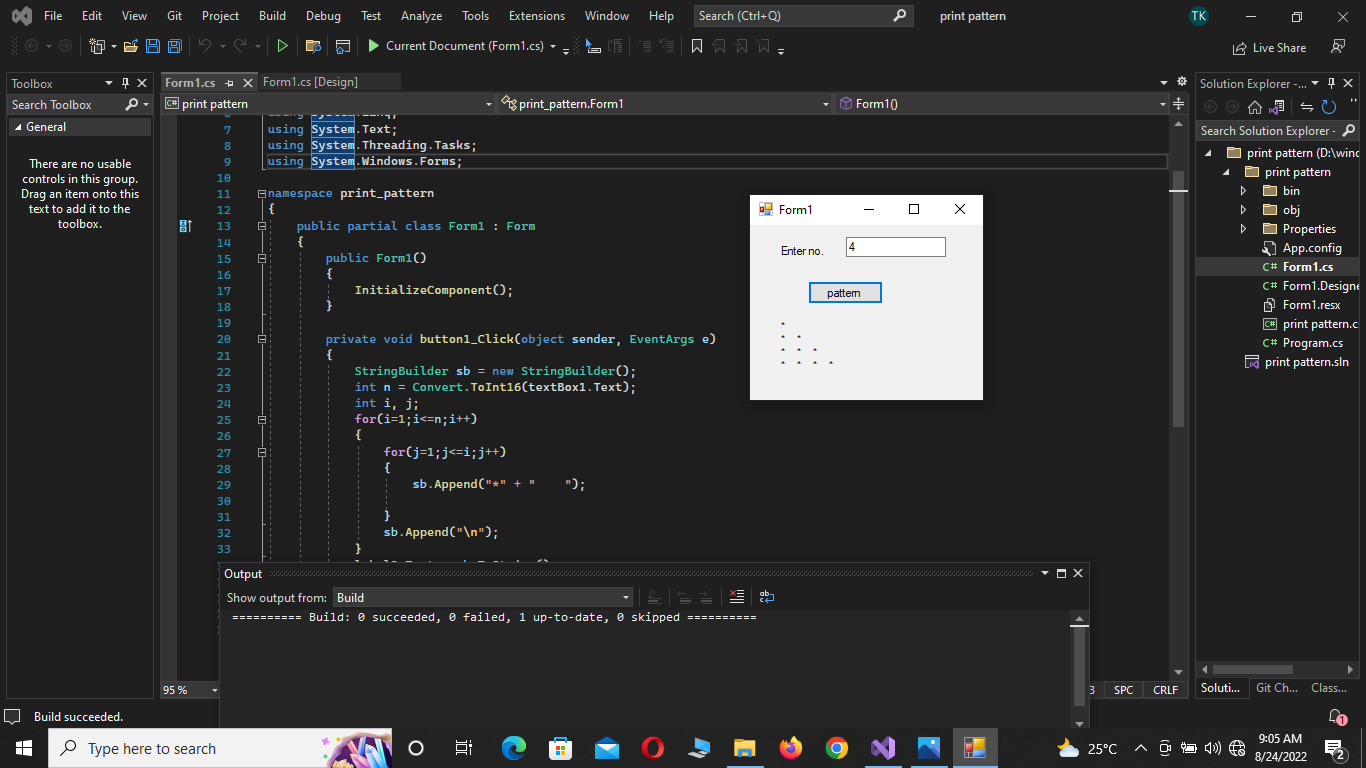 File Edit View Git Project Build Debug Test Analyze Tools Extensions Window Help Search (Ctrl+Q) print pattern TK
Current Document (Form1.cs) Live Share
Toolbox
Search Toolbox
General
There are no usable
controls in this group.
Drag an item onto this
text to add it to the
toolbox.
Form1.cs Form1.cs [Design]
print pattern print_pattern.Form1 Form1()
7 using System.Text;
8 using System.Threading.Tasks;
9 using System.Windows.Forms;
10
11 namespace print_pattern
12 {
13 public partial class Form1 : Form
14 {
15 public Form1()
16 {
17 InitializeComponent();
18 }
19
20 private void button1_Click(object sender, EventArgs e)
21 {
22 StringBuilder sb = new StringBuilder();
23 int n = Convert.ToInt16(textBox1.Text);
24 int i, j;
25 for(i=1;i<=n;i++)
26 {
27 for(j=1;j<=i;j++)
28 {
29 sb.Append("*" + "    ");
30
31 }
32 sb.Append("\n");
33 }
Form1
Enter no. 4
pattern
*
* *
* * *
* * * *
Output
Show output from: Build
========== Build: 0 succeeded, 0 failed, 1 up-to-date, 0 skipped ==========
95 % SPC CRLF
Solution Explorer -
Search Solution Explorer -
print pattern (D:\wind
print pattern
bin
obj
Properties
App.config
Form1.cs
Form1.Designe
Form1.resx
print pattern.c
Program.cs
print pattern.sln
Soluti... Git Ch... Class...
Build succeeded. 1
Type here to search 25°C 9:05 AM
8/24/2022 2